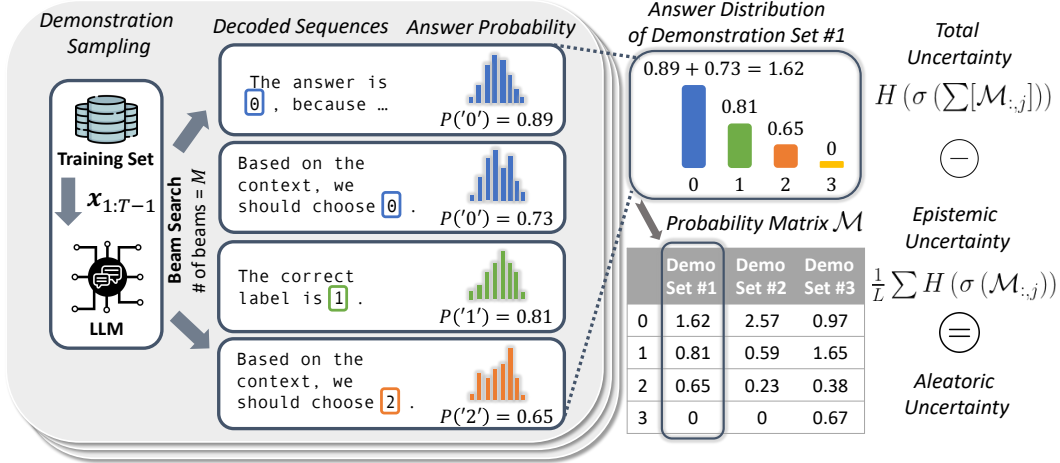 Demonstration
Sampling
Training Set
x1:T−1
LLM
Beam Search
# of beams = M
Decoded Sequences
Answer Probability
The answer is
0 , because …
P('0') = 0.89
Based on the
context, we
should choose 0 .
P('0') = 0.73
The correct
label is 1 .
P('1') = 0.81
Based on the
context, we
should choose 2 .
P('2') = 0.65
Answer Distribution
of Demonstration Set #1
0.89 + 0.73 = 1.62
0.81
0.65
0
0 1 2 3
Probability Matrix ℳ
Demo Set #1 Demo Set #2 Demo Set #3
0 1.62 2.57 0.97
1 0.81 0.59 1.65
2 0.65 0.23 0.38
3 0 0 0.67
Total
Uncertainty
H (σ (∑[ℳ:,j]))
−
Epistemic
Uncertainty
1/L ∑ H (σ (ℳ:,j))
=
Aleatoric
Uncertainty